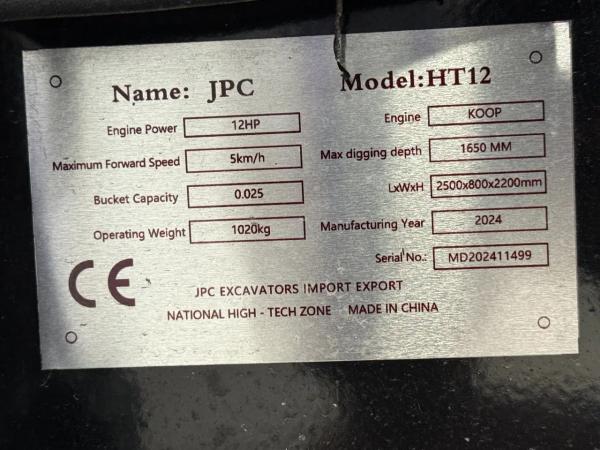 Name: JPC Model:HT12
Engine Power 12HP Engine KOOP
Maximum Forward Speed 5km/h Max digging depth 1650 MM
Bucket Capacity 0.025 LxWxH 2500x800x2200mm
Operating Weight 1020kg Manufacturing Year 2024
Serial No.: MD202411499
CE
JPC EXCAVATORS IMPORT EXPORT
NATIONAL HIGH - TECH ZONE MADE IN CHINA